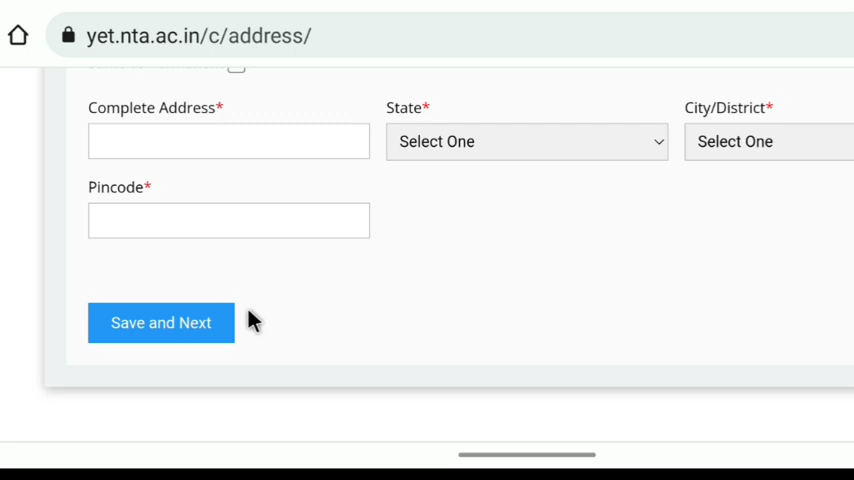 yet.nta.ac.in/c/address/
Complete Address* State* City/District*
Select One Select One
Pincode*
Save and Next